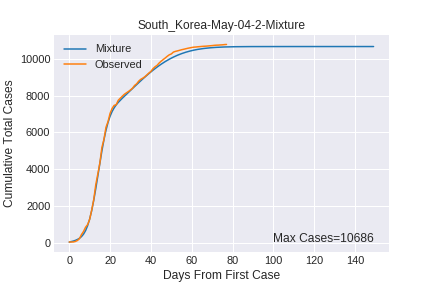 South_Korea-May-04-2-Mixture
Mixture
Observed
Cumulative Total Cases
10000
8000
6000
4000
2000
0
Max Cases=10686
0 20 40 60 80 100 120 140
Days From First Case